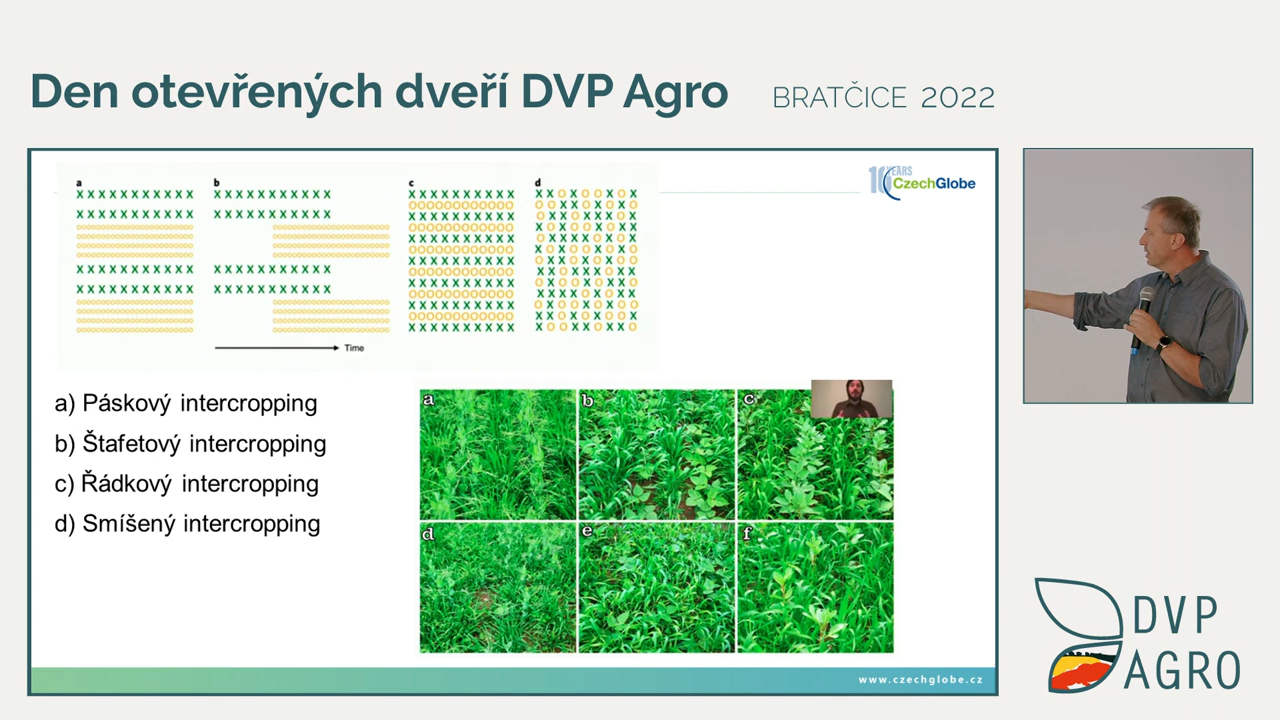 Den otevřených dveří DVP Agro BRATČICE 2022
10 YEARS
CzechGlobe
a b c d
Time
a) Páskový intercropping
b) Štafetový intercropping
c) Řádkový intercropping
d) Smíšený intercropping
a b c
d e f
www.czechglobe.cz
DVP
AGRO